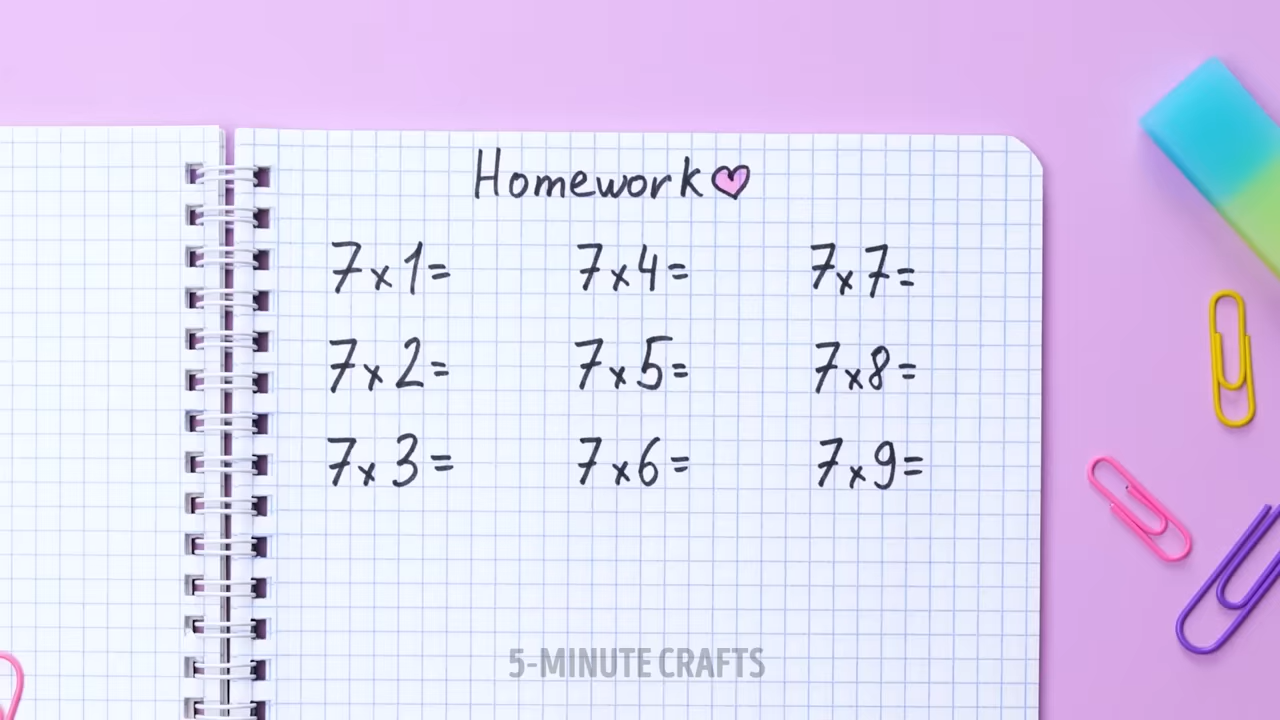 Homework
7x1= 7x4= 7x7=
7x2= 7x5= 7x8=
7x3= 7x6= 7x9=
5-MINUTE CRAFTS